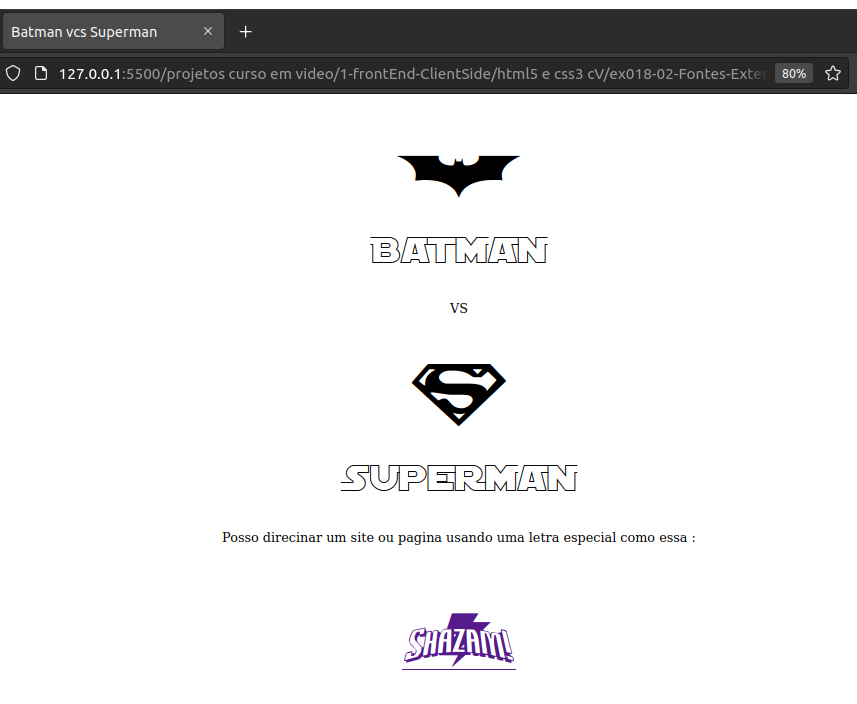 Batman vcs Superman
127.0.0.1:5500/projetos curso em video/1-frontEnd-ClientSide/html5 e css3 cV/ex018-02-Fontes-Exter
80%
BATMAN
VS
SUPERMAN
Posso direcinar um site ou pagina usando uma letra especial como essa :
SHAZAM!